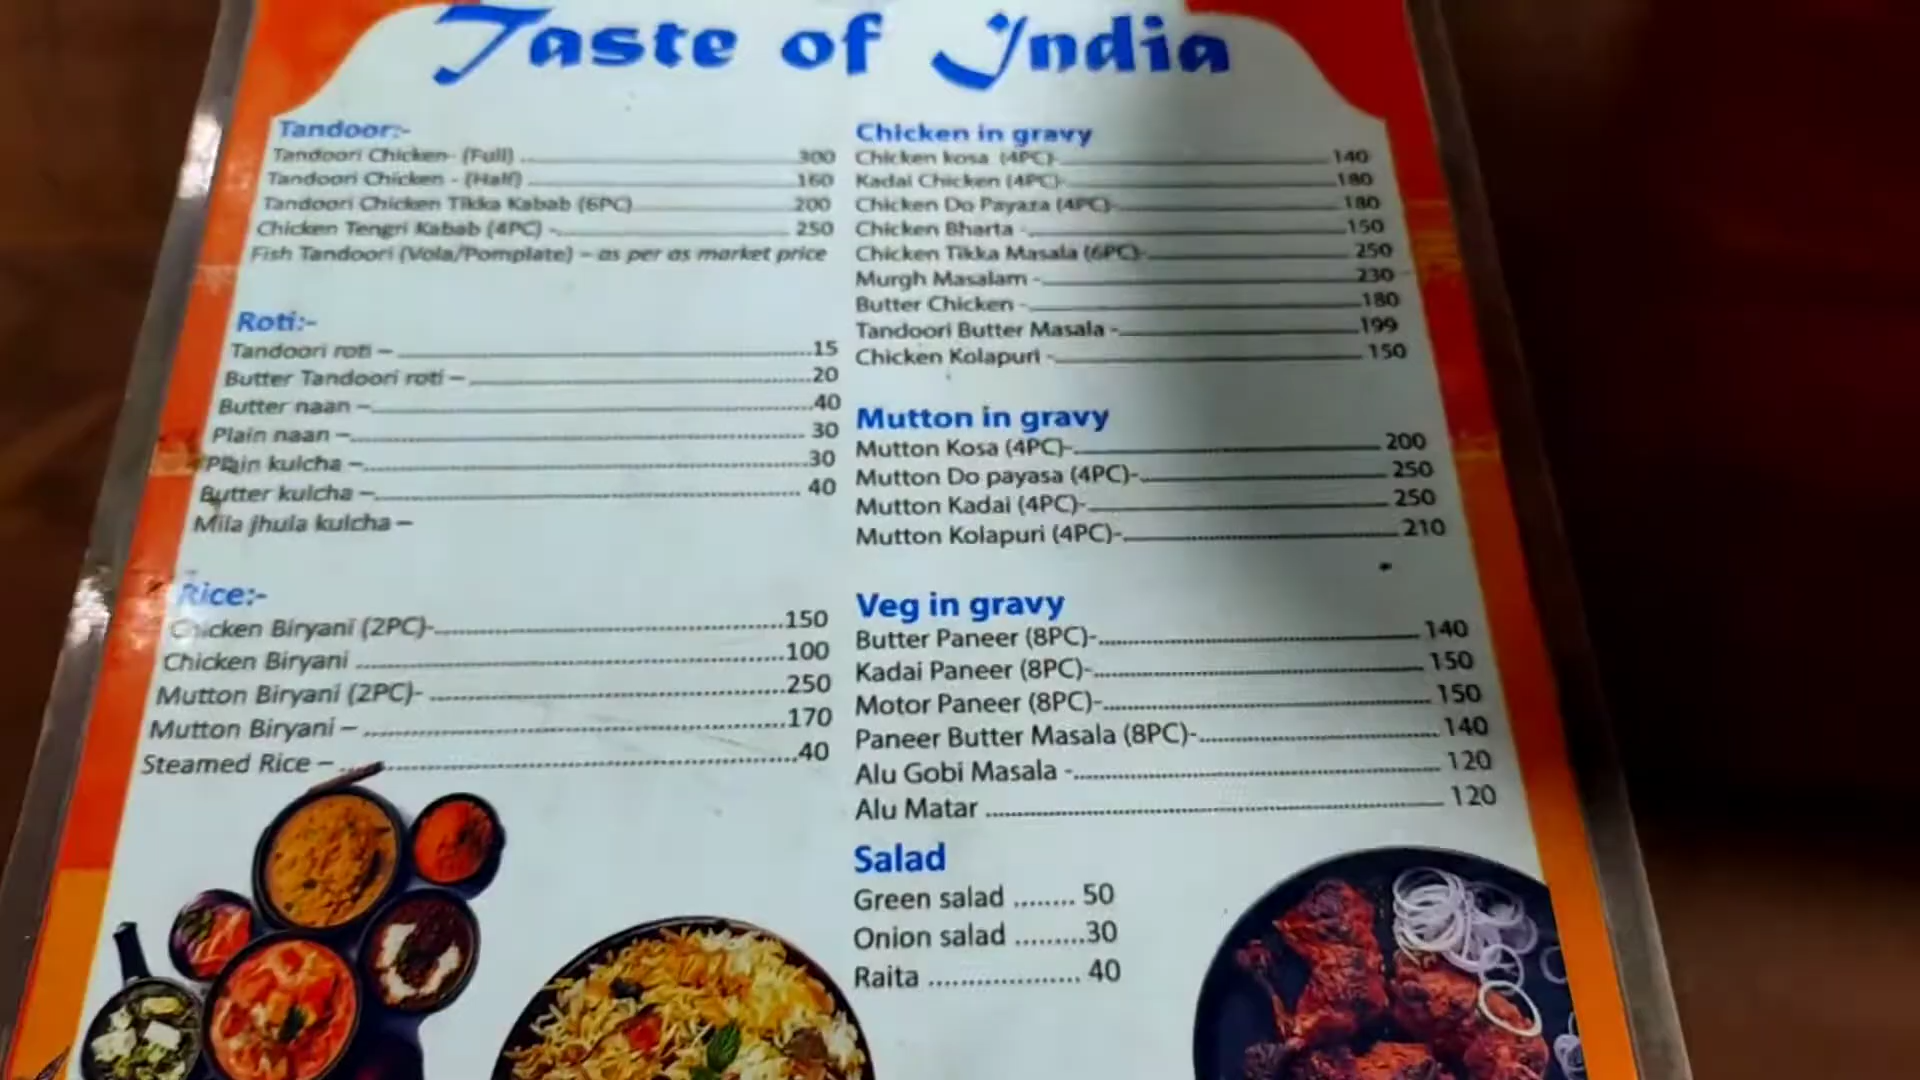 Taste of India
Tandoor:-
Tandoori Chicken- (Full) ........ 300
Tandoori Chicken - (Half) ........ 160
Tandoori Chicken Tikka Kabab (6PC) ........ 200
Chicken Tengri Kabab (4PC) - ........ 250
Fish Tandoori (Vola/Pomplate) – as per as market price
Roti:-
Tandoori roti – ........ 15
Butter Tandoori roti – ........ 20
Butter naan – ........ 40
Plain naan – ........ 30
Plain kulcha – ........ 30
Butter kulcha – ........ 40
Mila jhula kulcha –
Rice:-
Chicken Biryani (2PC)- ........ 150
Chicken Biryani ........ 100
Mutton Biryani (2PC)- ........ 250
Mutton Biryani – ........ 170
Steamed Rice – ........ 40
Chicken in gravy
Chicken kosa (4PC)- ........ 140
Kadai Chicken (4PC)- ........ 180
Chicken Do Payaza (4PC)- ........ 180
Chicken Bharta - ........ 150
Chicken Tikka Masala (6PC)- ........ 250
Murgh Masalam - ........ 230
Butter Chicken - ........ 180
Tandoori Butter Masala - ........ 199
Chicken Kolapuri - ........ 150
Mutton in gravy
Mutton Kosa (4PC)- ........ 200
Mutton Do payasa (4PC)- ........ 250
Mutton Kadai (4PC)- ........ 250
Mutton Kolapuri (4PC)- ........ 210
Veg in gravy
Butter Paneer (8PC)- ........ 140
Kadai Paneer (8PC)- ........ 150
Motor Paneer (8PC)- ........ 150
Paneer Butter Masala (8PC)- ........ 140
Alu Gobi Masala - ........ 120
Alu Matar ........ 120
Salad
Green salad ........ 50
Onion salad .........30
Raita ................... 40